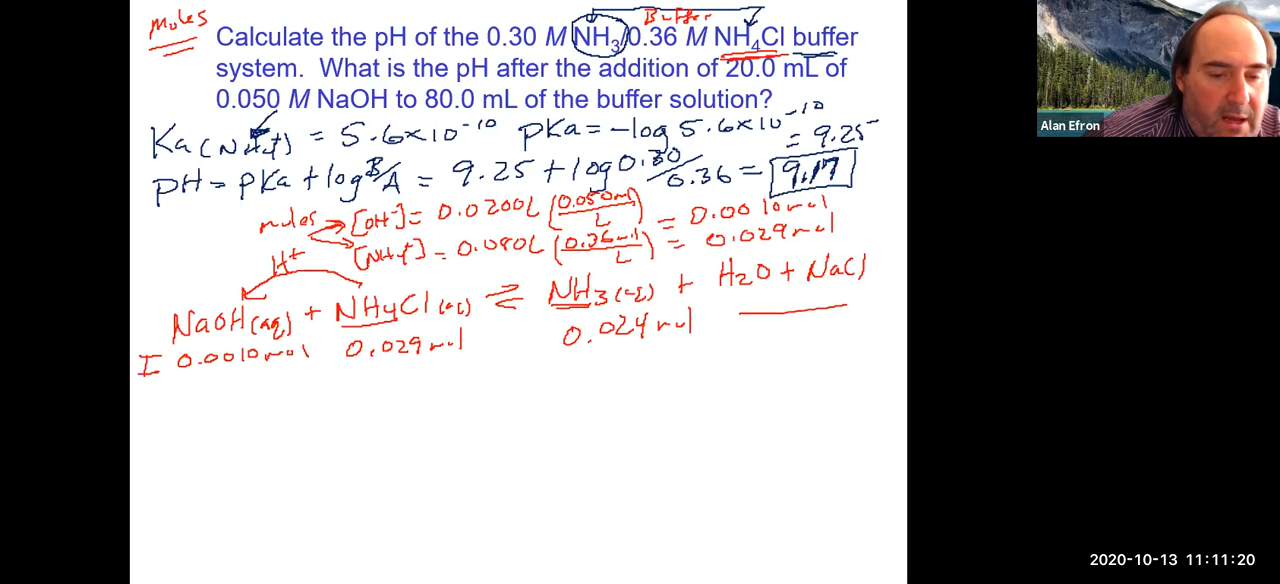 moles
Buffer
Calculate the pH of the 0.30 M NH3/0.36 M NH4Cl buffer
system. What is the pH after the addition of 20.0 mL of
0.050 M NaOH to 80.0 mL of the buffer solution?
Ka(NH4+) = 5.6×10-10 pKa = -log 5.6×10-10
= 9.25
pH = pKa + log B/A = 9.25 + log 0.30/0.36 = 9.17
moles → [OH-] = 0.0200L (0.050mol/L) = 0.0010mol
[NH4+] = 0.080L (0.36mol/L) = 0.029mol
H+
NaOH(aq) + NH4Cl(aq) ⇌ NH3(aq) + H2O + NaCl
I 0.0010mol 0.029mol 0.024mol
Alan Efron
2020-10-13 11:11:20